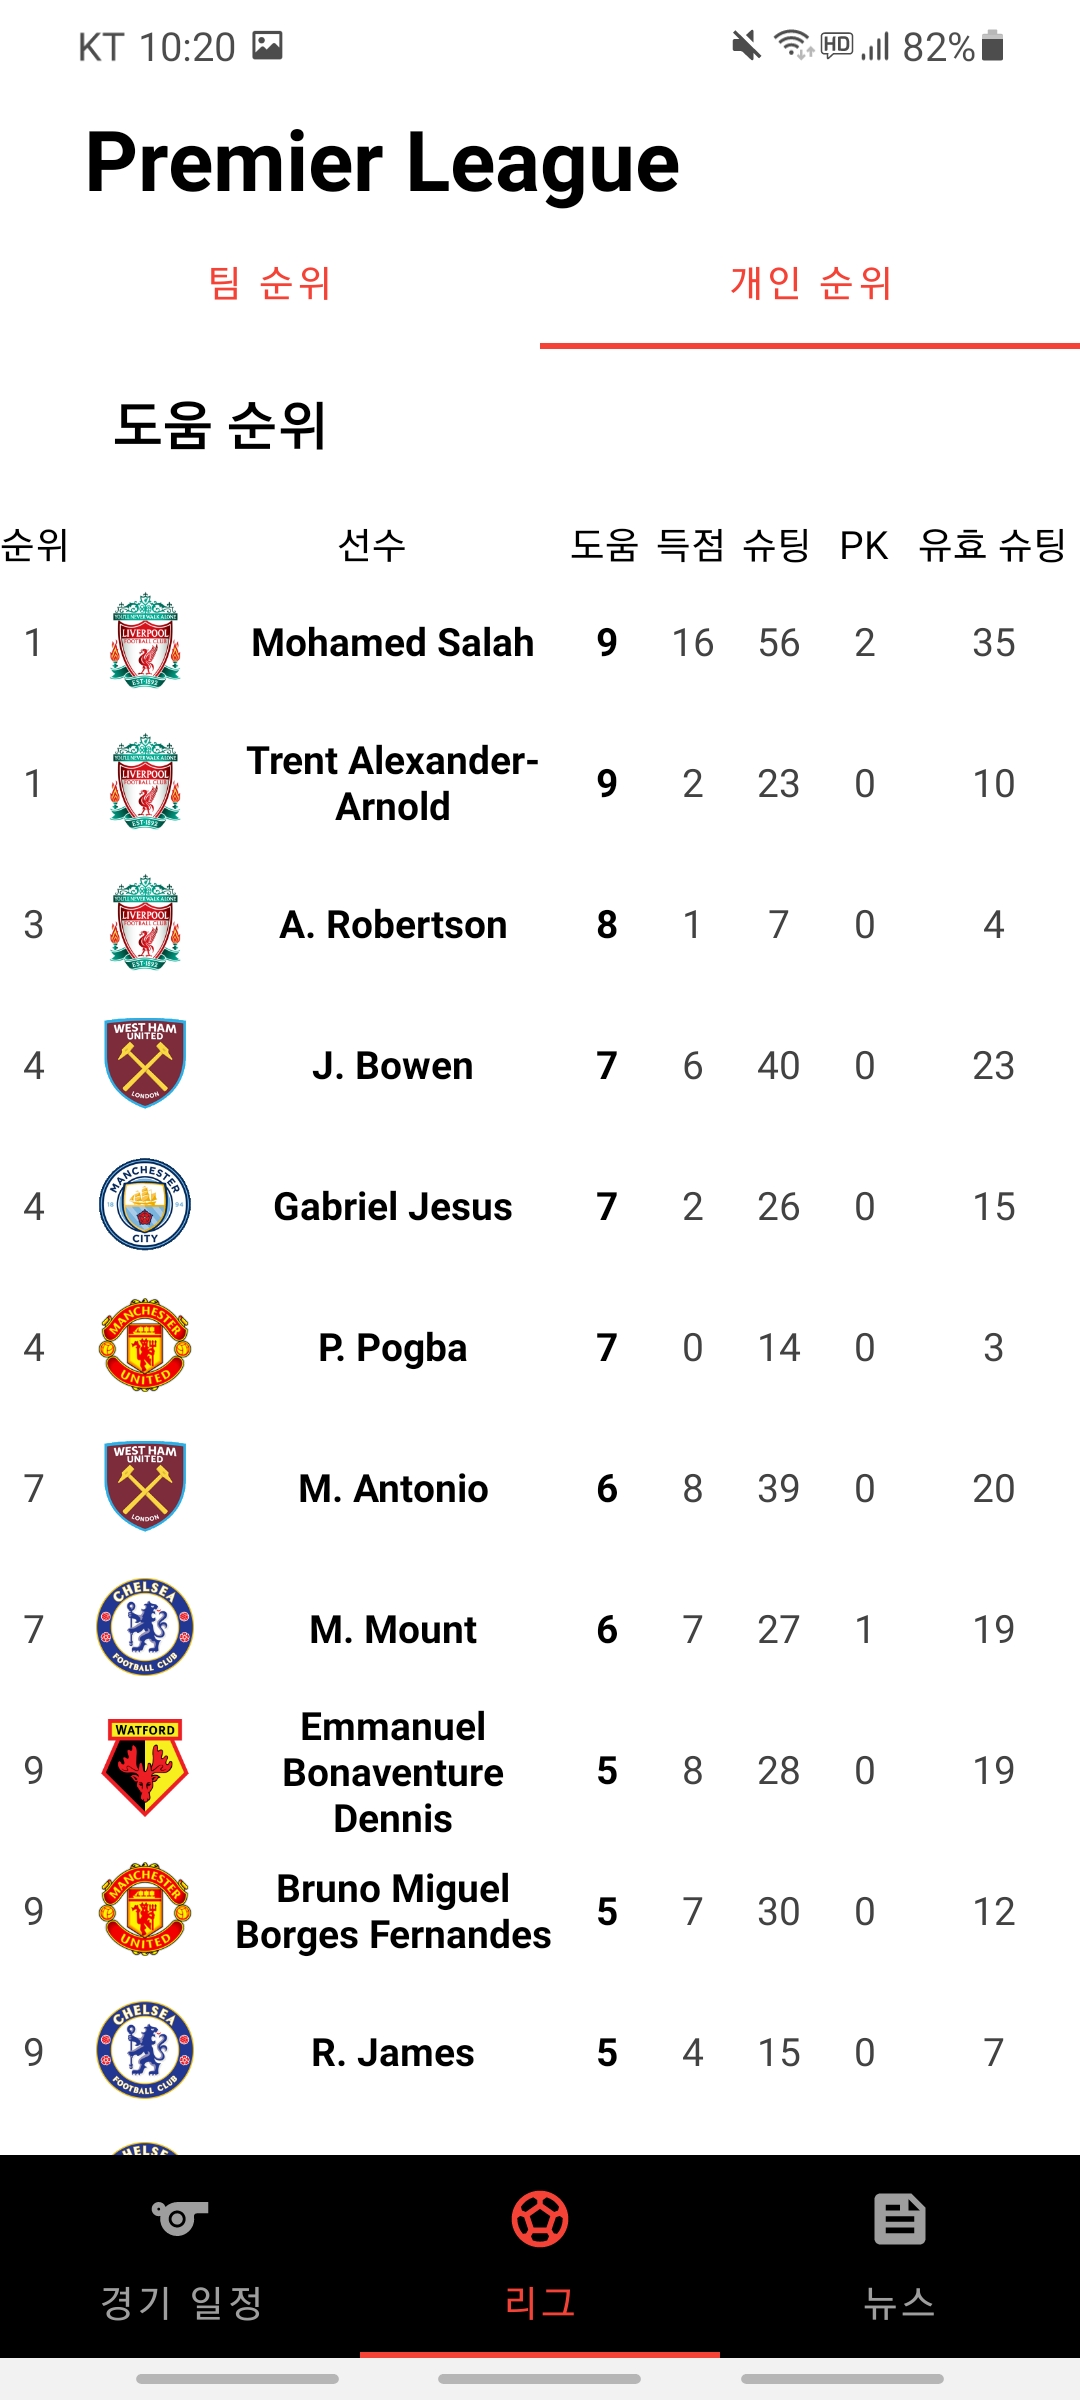 KT 10:20 HD 82%
Premier League
팀 순위 개인 순위
도움 순위
순위 선수 도움 득점 슈팅 PK 유효 슈팅
1 LIVERPOOL Mohamed Salah 9 16 56 2 35
1 LIVERPOOL Trent Alexander-
Arnold 9 2 23 0 10
3 LIVERPOOL A. Robertson 8 1 7 0 4
4 WEST HAM UNITED LONDON J. Bowen 7 6 40 0 23
4 MANCHESTER CITY Gabriel Jesus 7 2 26 0 15
4 MANCHESTER UNITED P. Pogba 7 0 14 0 3
7 WEST HAM UNITED LONDON M. Antonio 6 8 39 0 20
7 CHELSEA FOOTBALL CLUB M. Mount 6 7 27 1 19
9 WATFORD Emmanuel
Bonaventure
Dennis 5 8 28 0 19
9 MANCHESTER UNITED Bruno Miguel
Borges Fernandes 5 7 30 0 12
9 CHELSEA FOOTBALL CLUB R. James 5 4 15 0 7
경기 일정 리그 뉴스